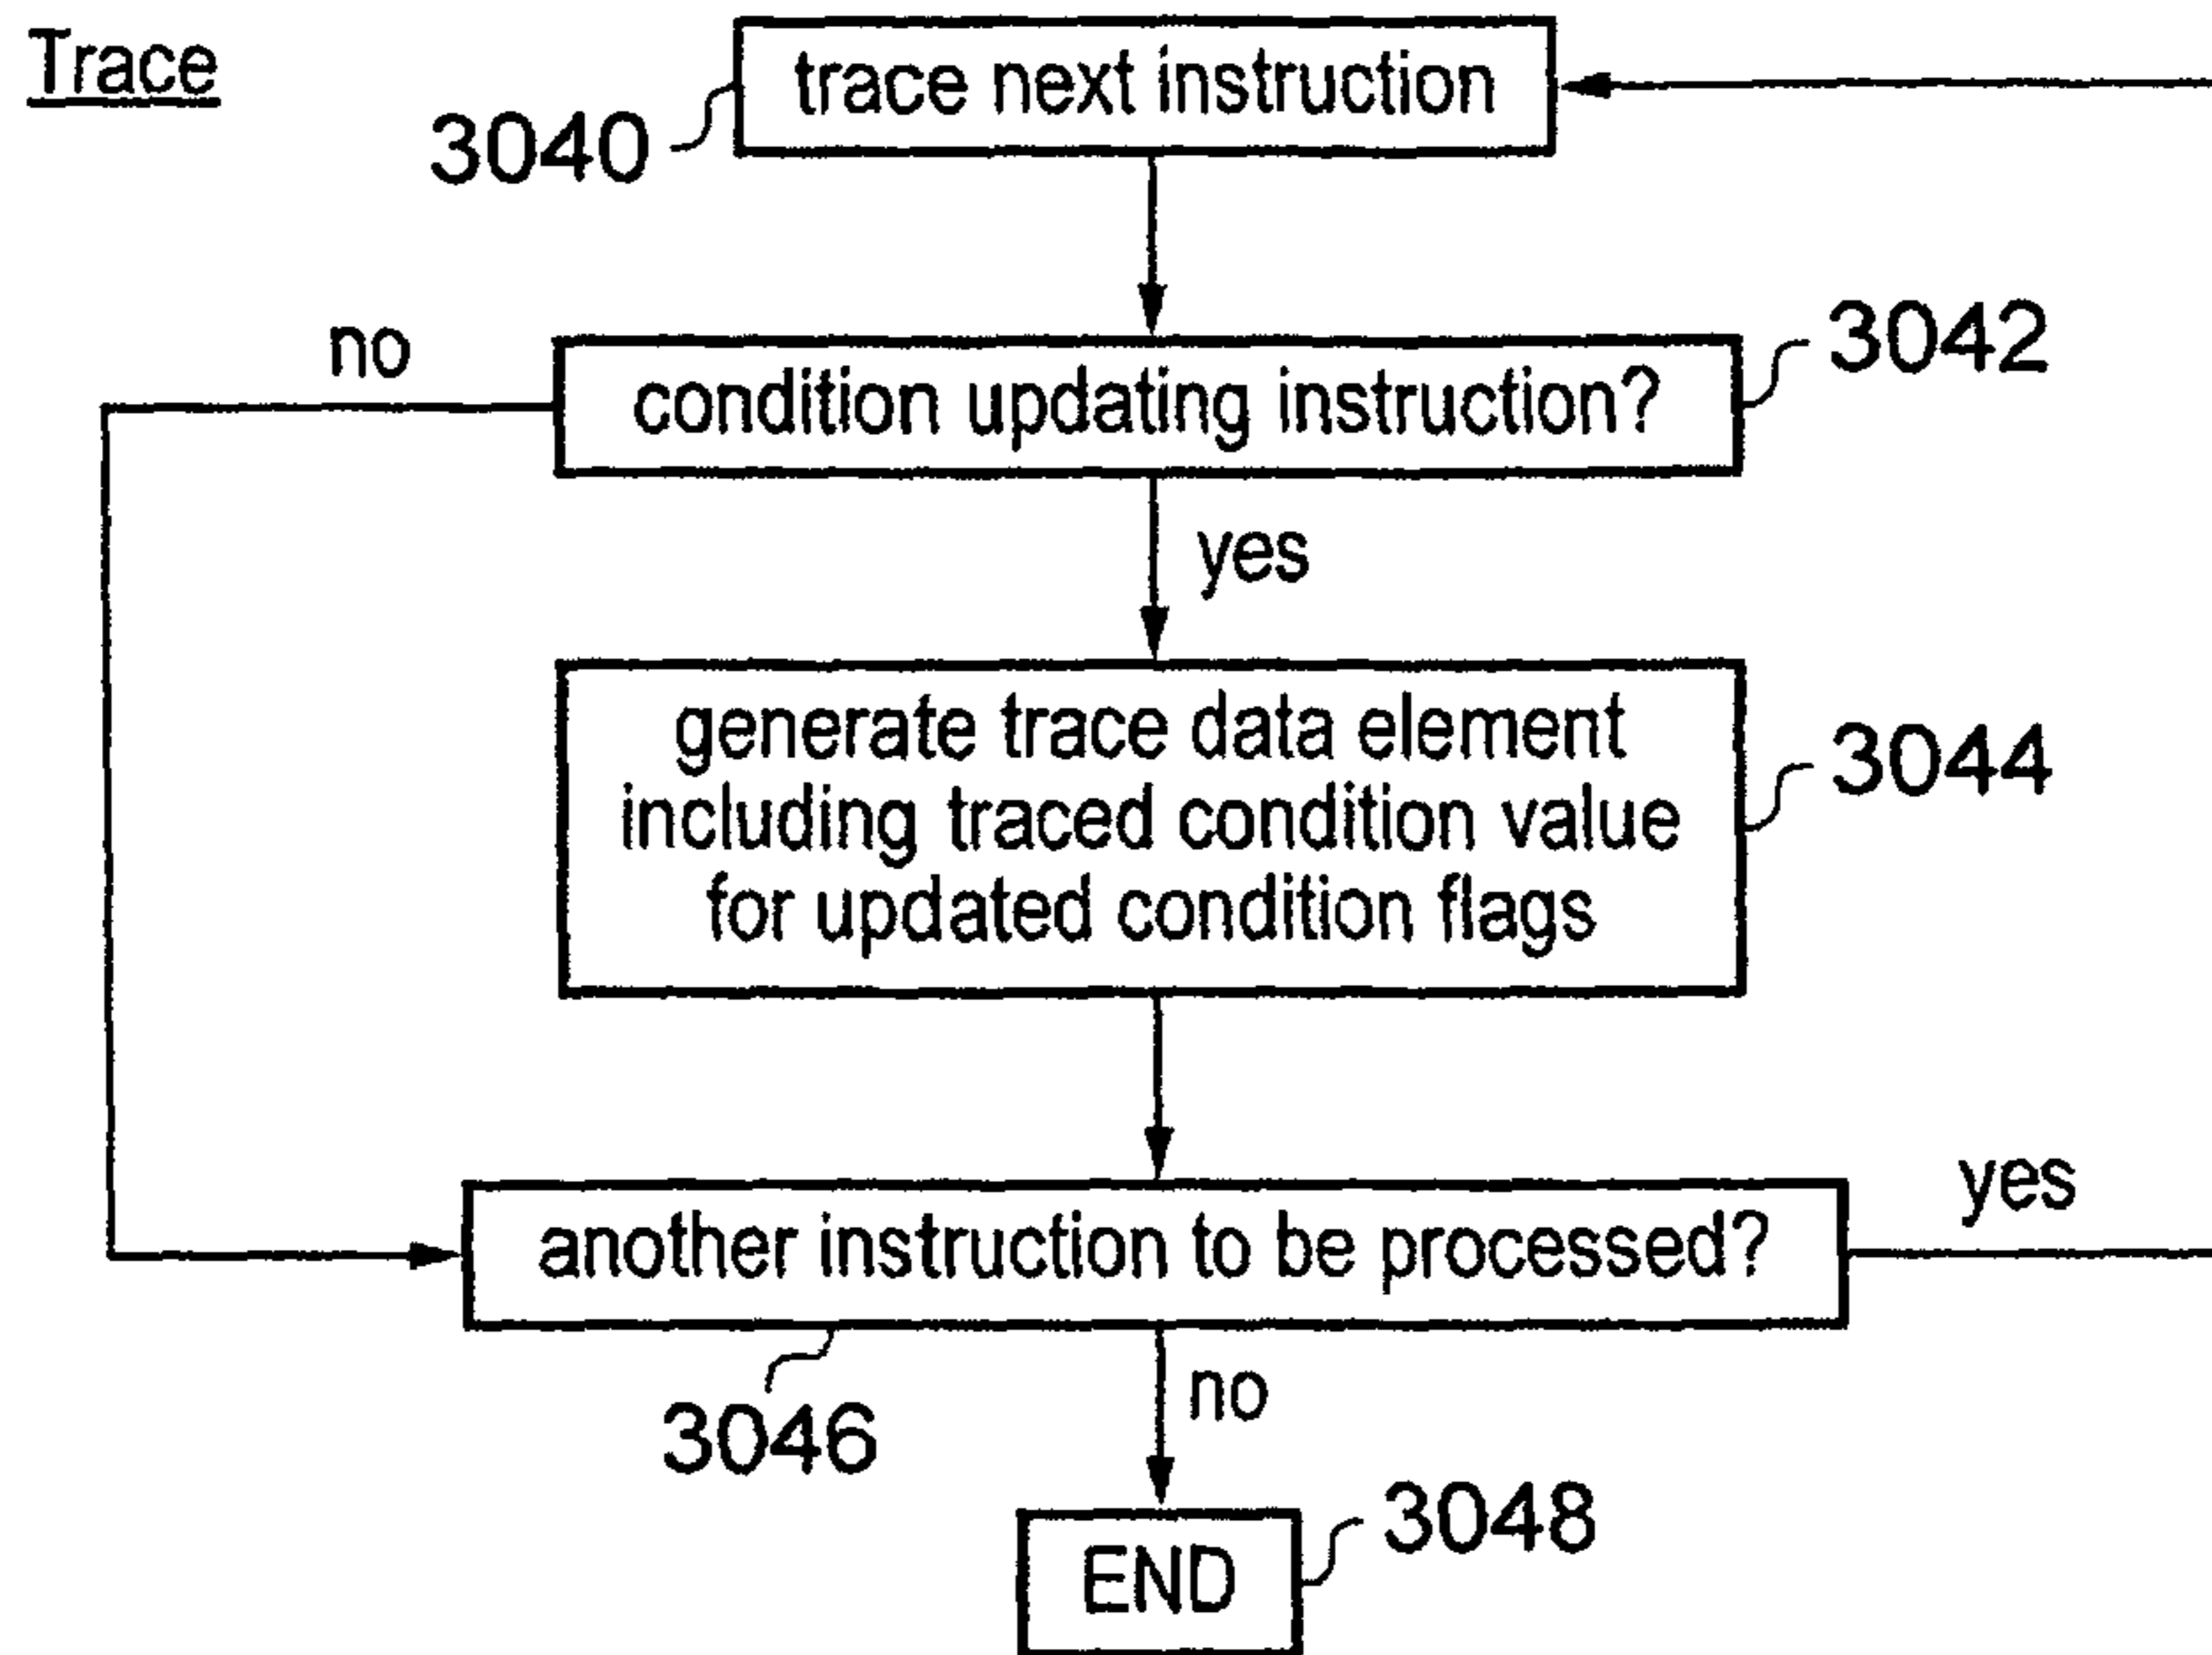 Trace
trace next instruction
3040
no
condition updating instruction?
3042
yes
generate trace data element
including traced condition value
for updated condition flags
3044
another instruction to be processed?
yes
3046
no
END
3048